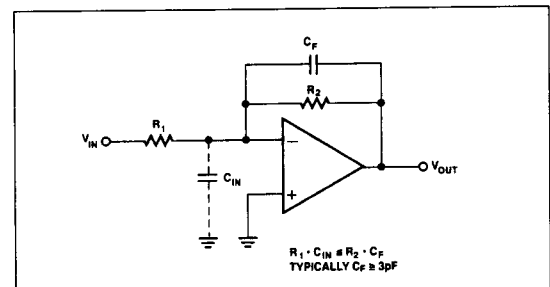 C_F
R_2
R_1
V_IN
−
C_IN
+
V_OUT
R_1 · C_IN ≅ R_2 · C_F
TYPICALLY C_F ≅ 3pF